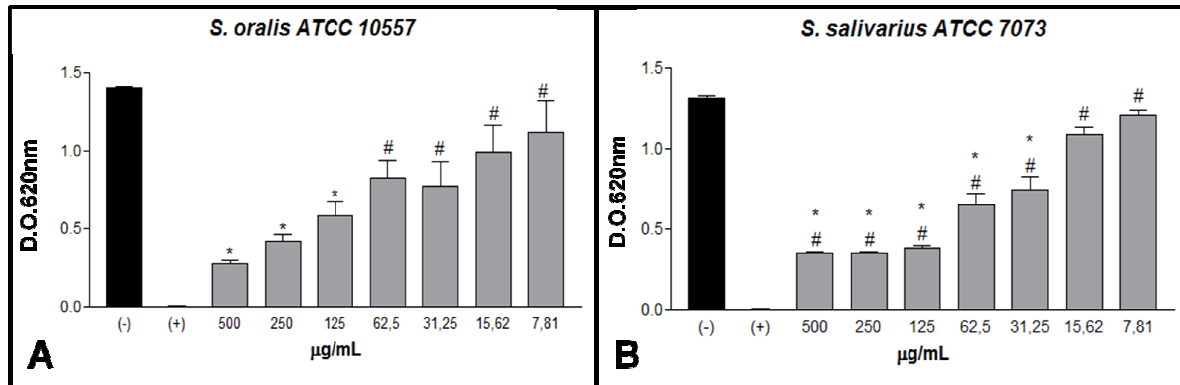 S. oralis ATCC 10557
D.O.620nm
1.5
1.0
0.5
0.0
* * * # # # #
(-) (+) 500 250 125 62,5 31,25 15,62 7,81
µg/mL
A
S. salivarius ATCC 7073
D.O.620nm
1.5
1.0
0.5
0.0
* * * * * # #
# # # # #
(-) (+) 500 250 125 62,5 31,25 15,62 7,81
µg/mL
B